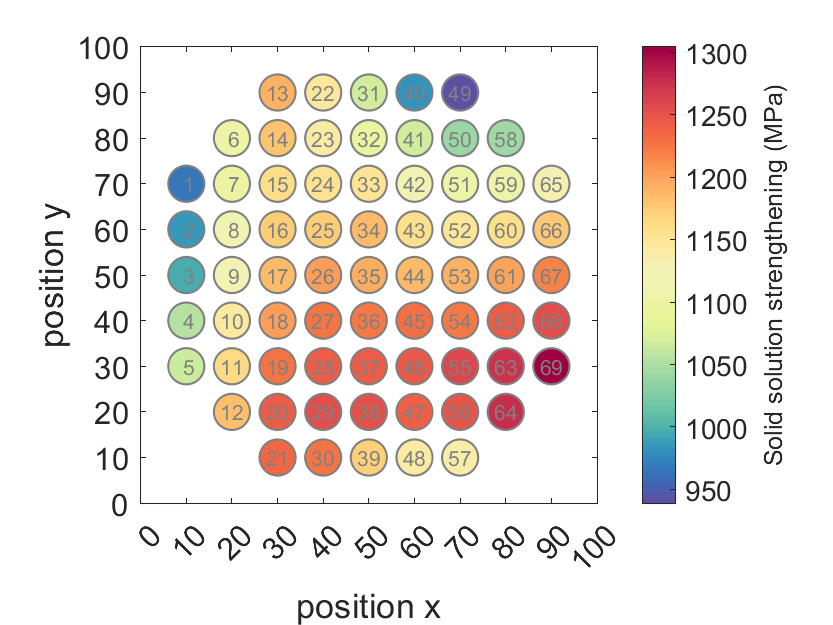 100
90
80
70
60
50
40
30
20
10
0
position y
13 22 31 40 49
6 14 23 32 41 50 58
1 7 15 24 33 42 51 59 65
2 8 16 25 34 43 52 60 66
3 9 17 26 35 44 53 61 67
4 10 18 27 36 45 54 62 68
5 11 19 28 37 46 55 63 69
12 20 29 38 47 56 64
21 30 39 48 57
0 10 20 30 40 50 60 70 80 90 100
position x
1300
1250
1200
1150
1100
1050
1000
950
Solid solution strengthening (MPa)